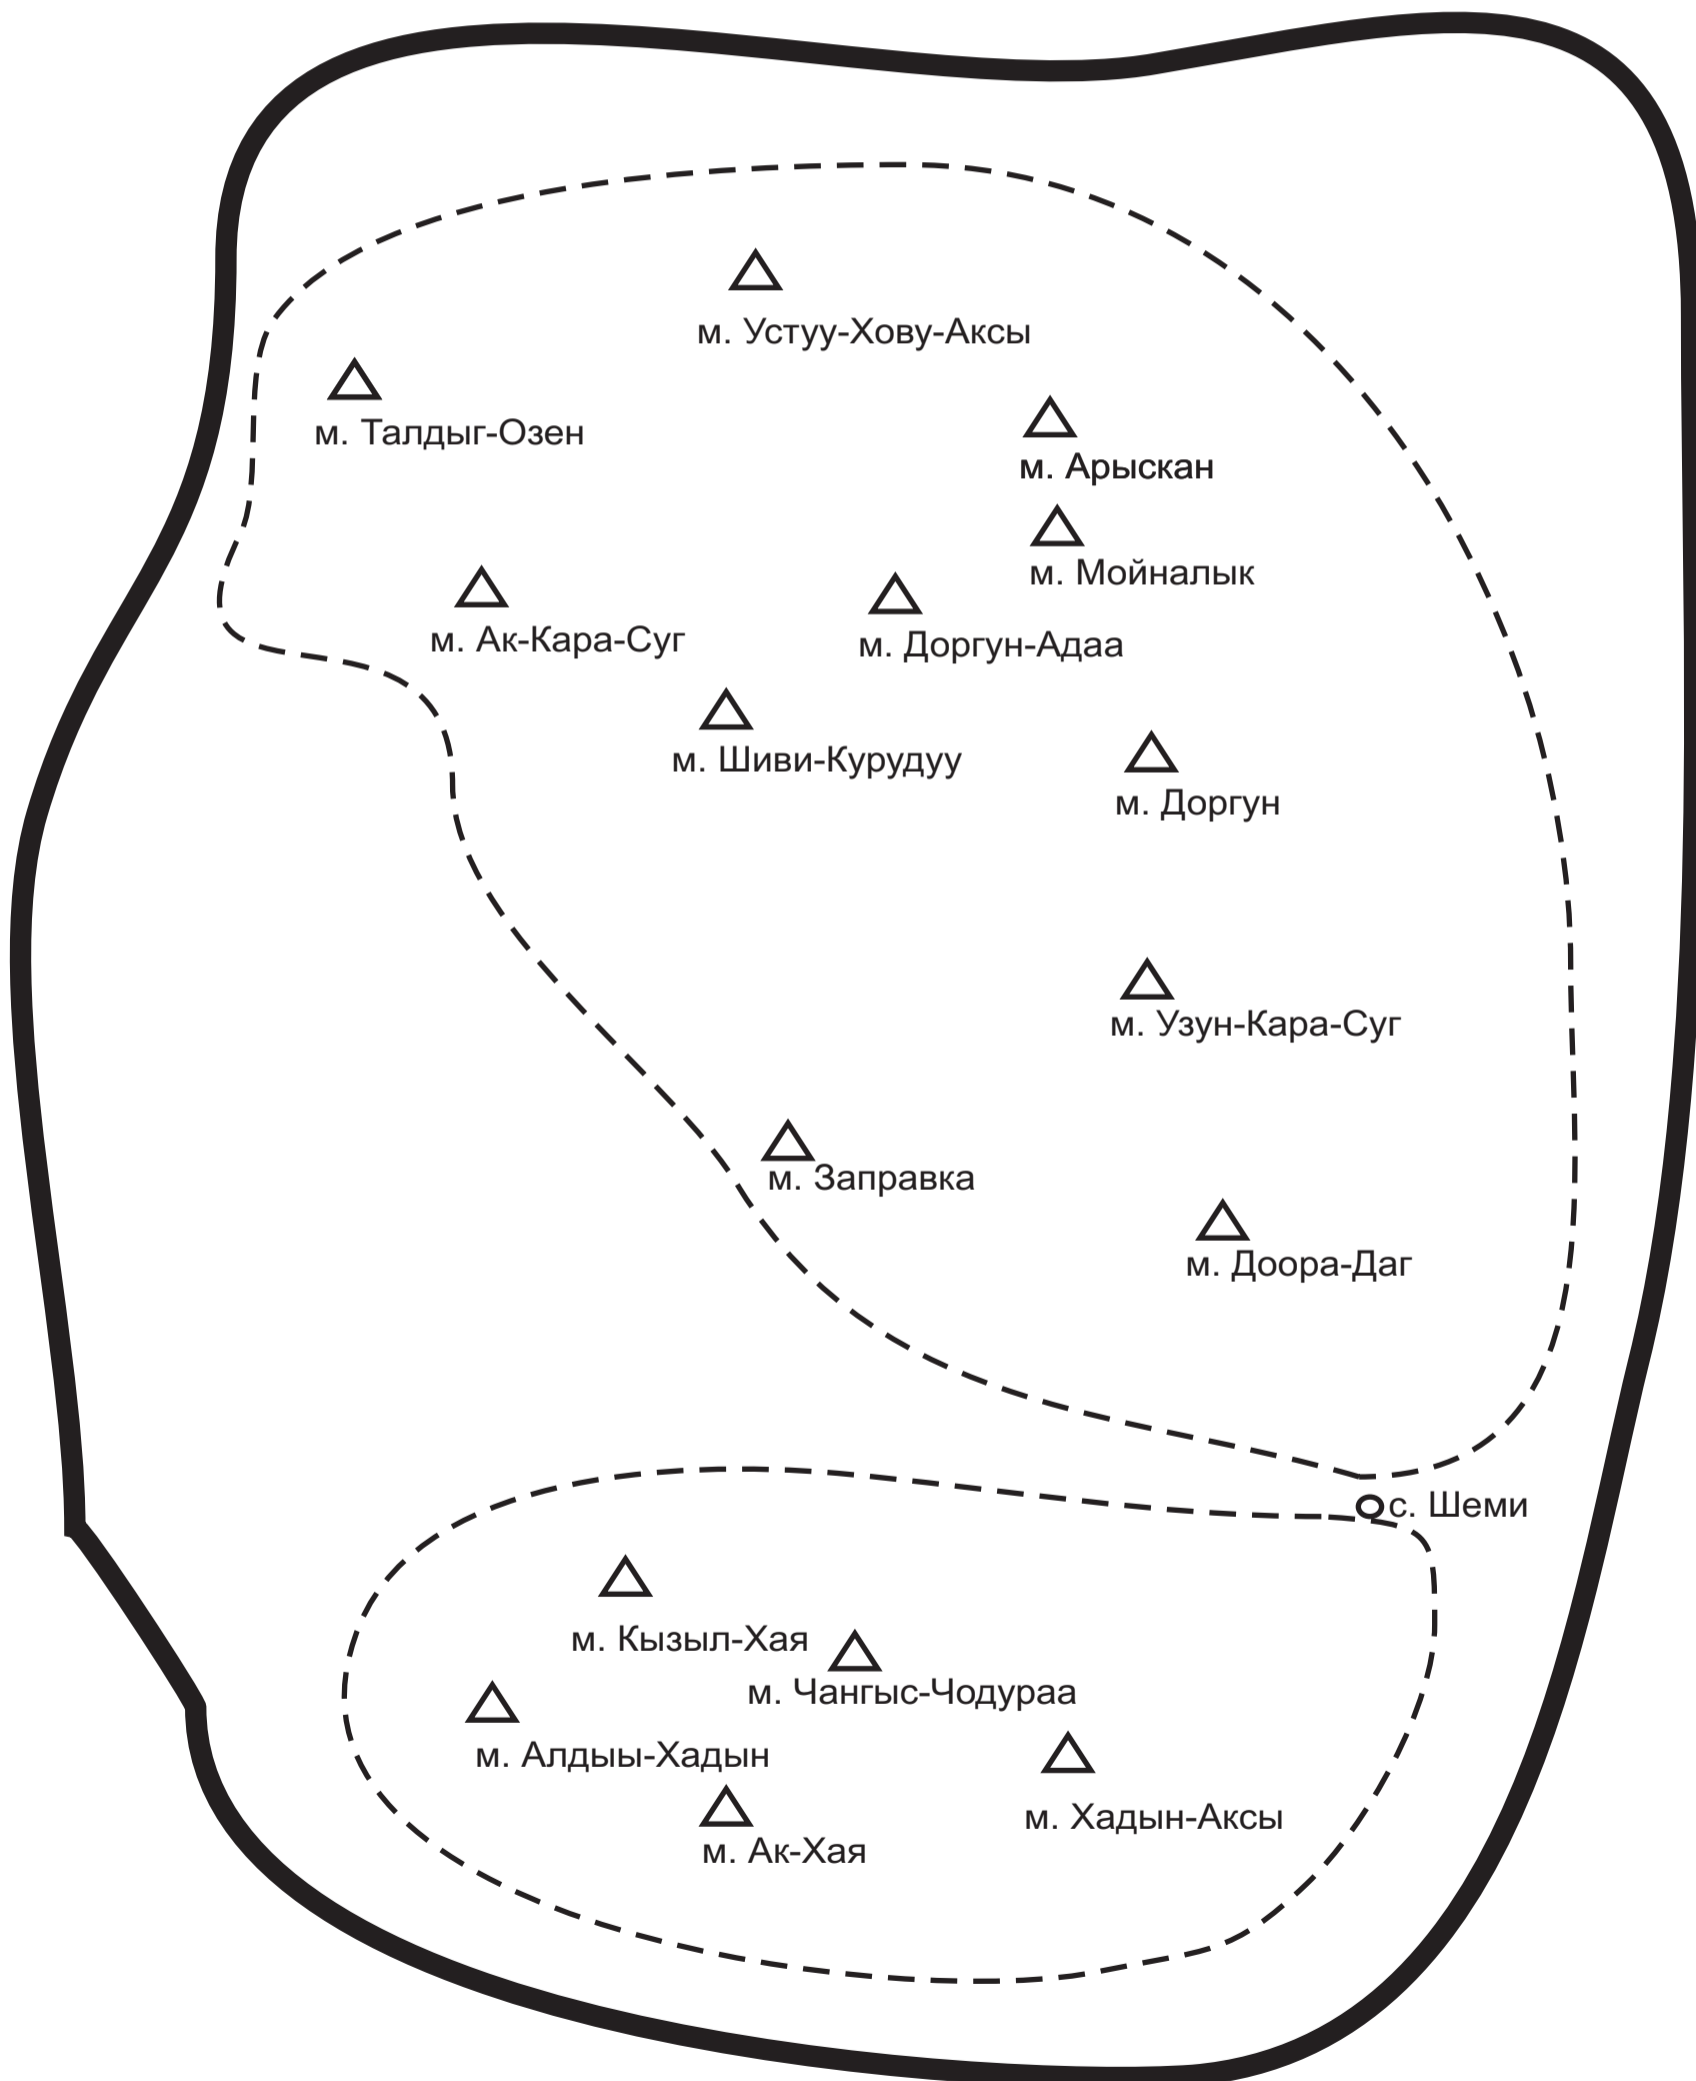 м. Устуу-Хову-Аксы
м. Талдыг-Озен
м. Арыскан
м. Мойналык
м. Ак-Кара-Суг
м. Доргун-Адаа
м. Шиви-Курудуу
м. Доргун
м. Узун-Кара-Суг
м. Заправка
м. Доора-Даг
с. Шеми
м. Кызыл-Хая
м. Чангыс-Чодураа
м. Алдыы-Хадын
м. Хадын-Аксы
м. Ак-Хая